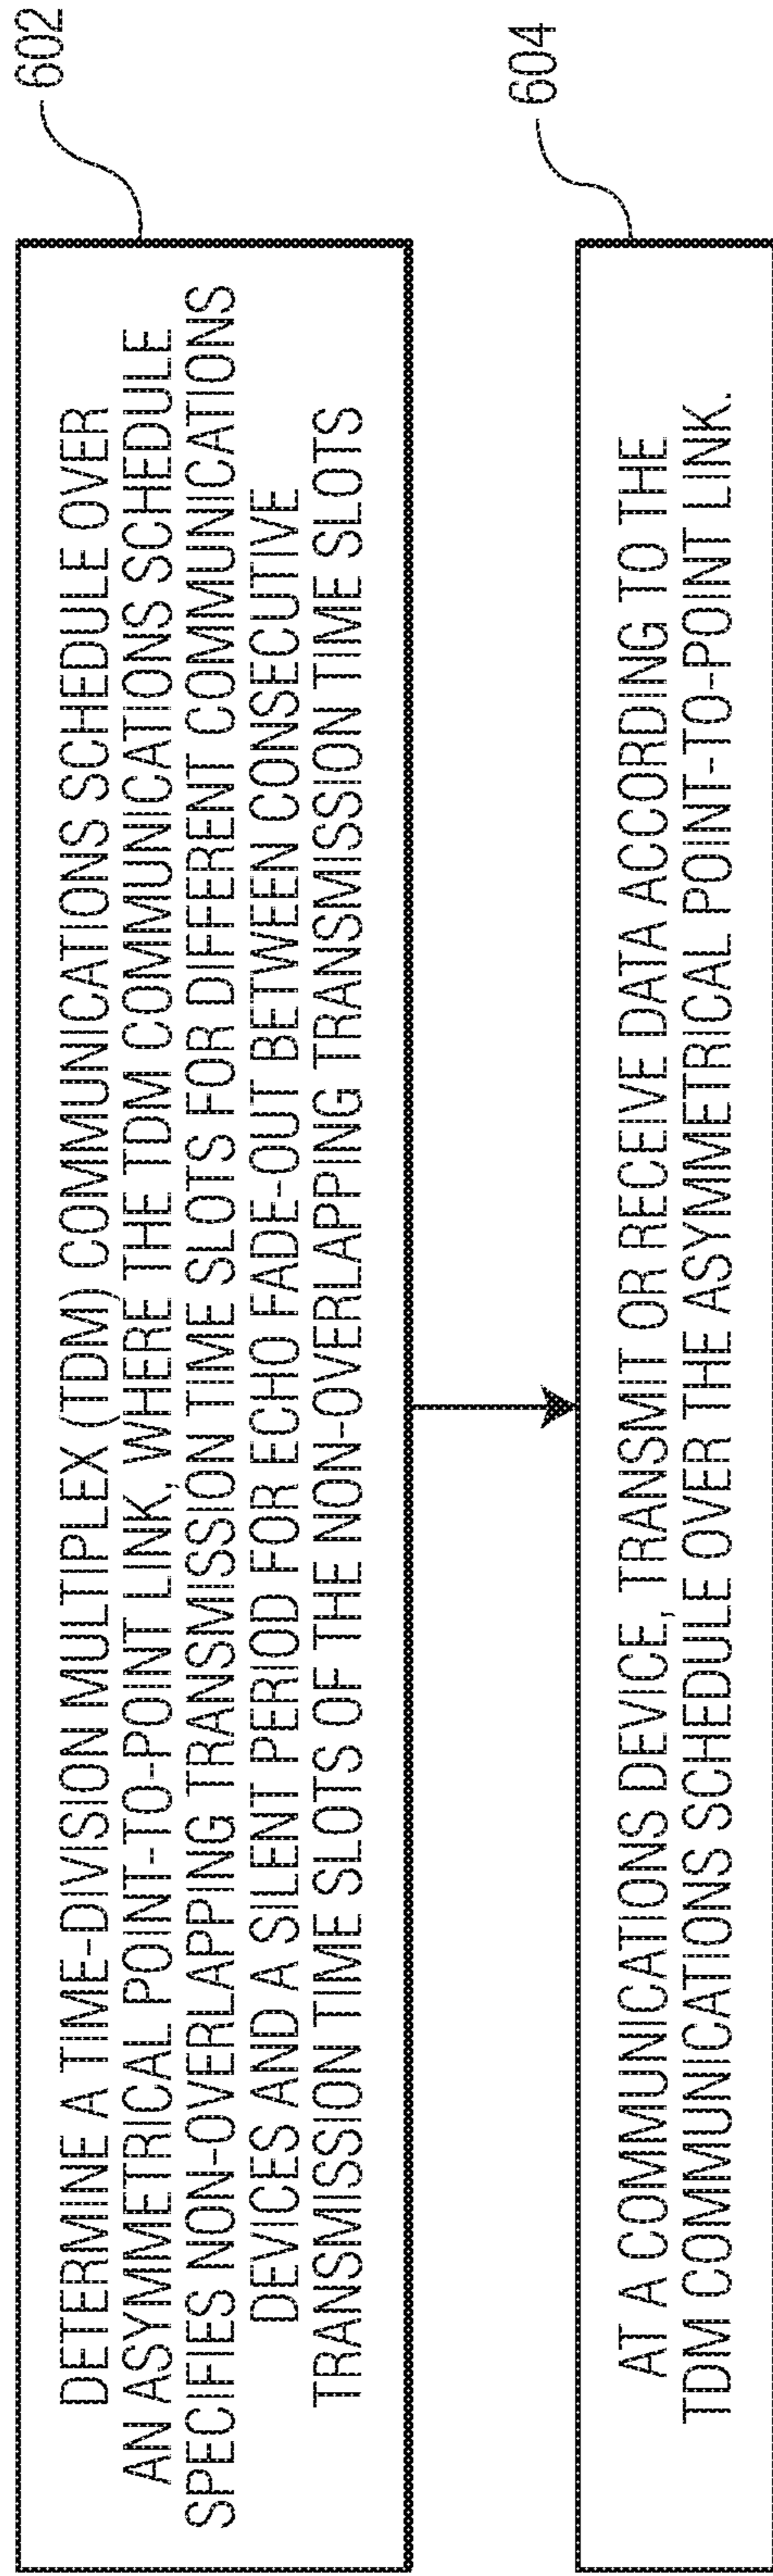 602
DETERMINE A TIME-DIVISION MULTIPLEX (TDM) COMMUNICATIONS SCHEDULE OVER
AN ASYMMETRICAL POINT-TO-POINT LINK, WHERE THE TDM COMMUNICATIONS SCHEDULE
SPECIFIES NON-OVERLAPPING TRANSMISSION TIME SLOTS FOR DIFFERENT COMMUNICATIONS
DEVICES AND A SILENT PERIOD FOR ECHO FADE-OUT BETWEEN CONSECUTIVE
TRANSMISSION TIME SLOTS OF THE NON-OVERLAPPING TRANSMISSION TIME SLOTS
604
AT A COMMUNICATIONS DEVICE, TRANSMIT OR RECEIVE DATA ACCORDING TO THE
TDM COMMUNICATIONS SCHEDULE OVER THE ASYMMETRICAL POINT-TO-POINT LINK.